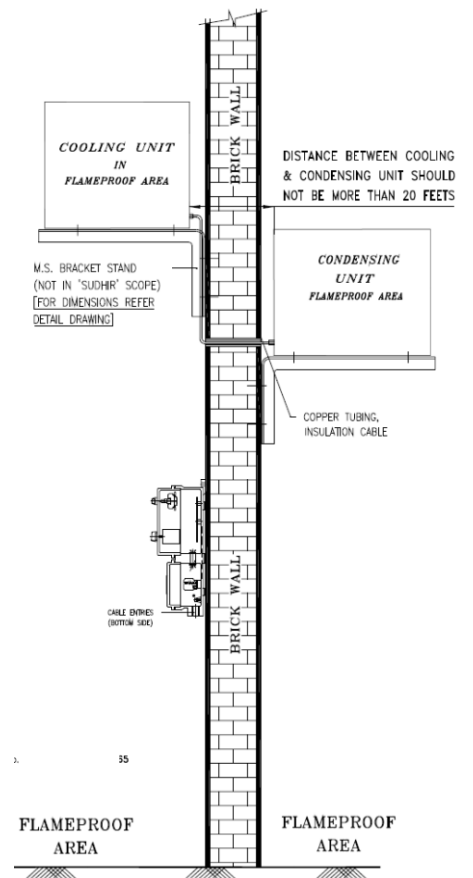 BRICK WALL
COOLING UNIT
IN
FLAMEPROOF AREA
DISTANCE BETWEEN COOLING
& CONDENSING UNIT SHOULD
NOT BE MORE THAN 20 FEETS
M.S. BRACKET STAND
(NOT IN 'SUDHIR' SCOPE)
[FOR DIMENSIONS REFER
DETAIL DRAWING]
CONDENSING
UNIT
FLAMEPROOF AREA
COPPER TUBING,
INSULATION CABLE
BRICK WALL
CABLE ENTRIES
(BOTTOM SIDE)
55
FLAMEPROOF
AREA
FLAMEPROOF
AREA